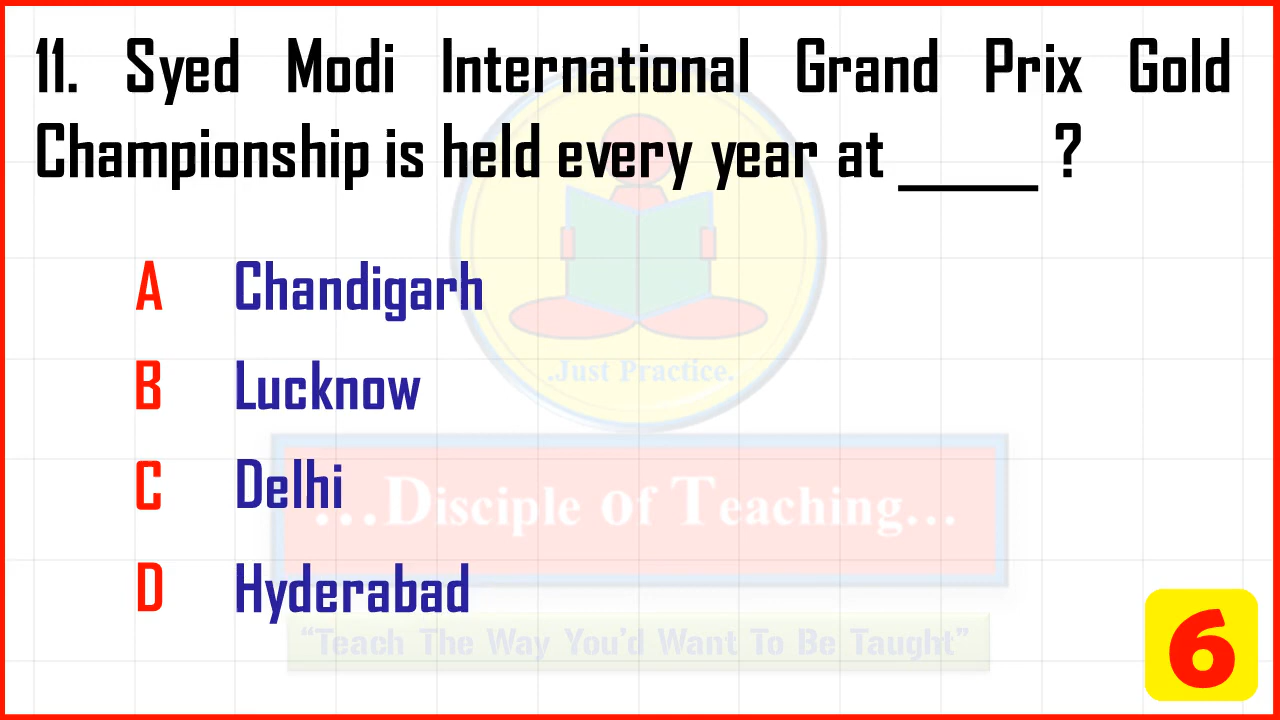 11. Syed Modi International Grand Prix Gold
Championship is held every year at _____ ?
A Chandigarh
B Lucknow
.Just Practice.
C Delhi
...Disciple of Teaching...
D Hyderabad
"Teach The Way You'd Want To Be Taught"
6